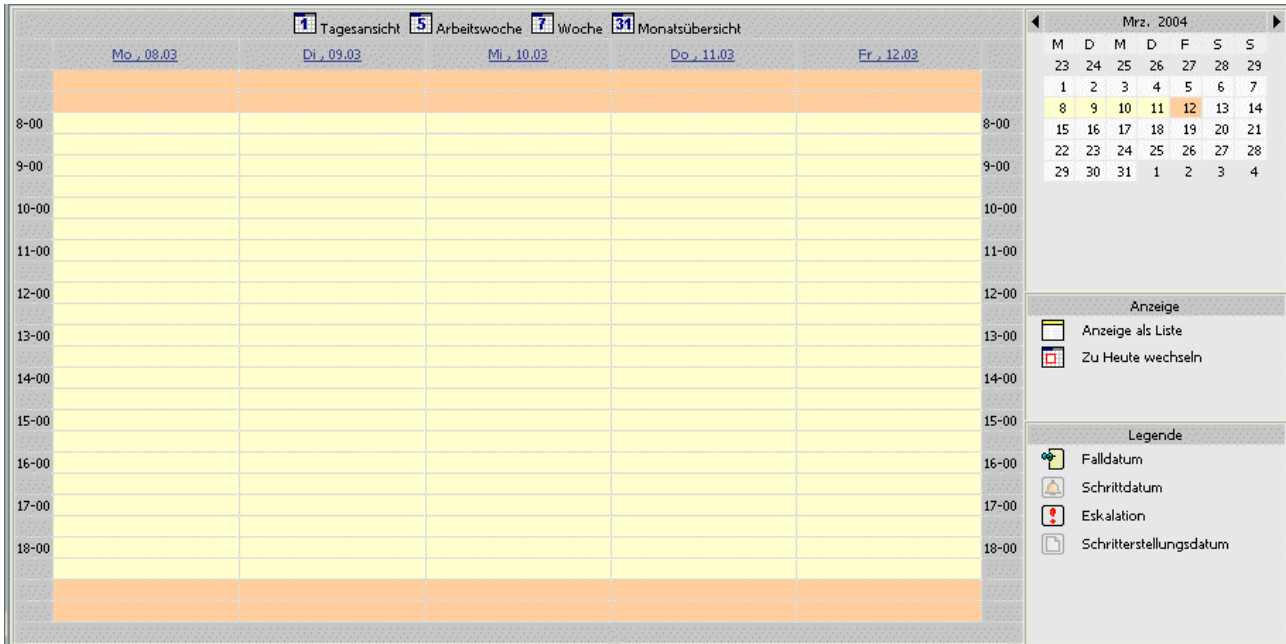 1 Tagesansicht 5 Arbeitswoche 7 Woche 31 Monatsübersicht
Mo , 08.03 Di , 09.03 Mi , 10.03 Do , 11.03 Fr , 12.03
8-00 8-00
9-00 9-00
10-00 10-00
11-00 11-00
12-00 12-00
13-00 13-00
14-00 14-00
15-00 15-00
16-00 16-00
17-00 17-00
18-00 18-00
Mrz. 2004
M D M D F S S
23 24 25 26 27 28 29
1 2 3 4 5 6 7
8 9 10 11 12 13 14
15 16 17 18 19 20 21
22 23 24 25 26 27 28
29 30 31 1 2 3 4
Anzeige
Anzeige als Liste
Zu Heute wechseln
Legende
Falldatum
Schrittdatum
Eskalation
Schritterstellungsdatum